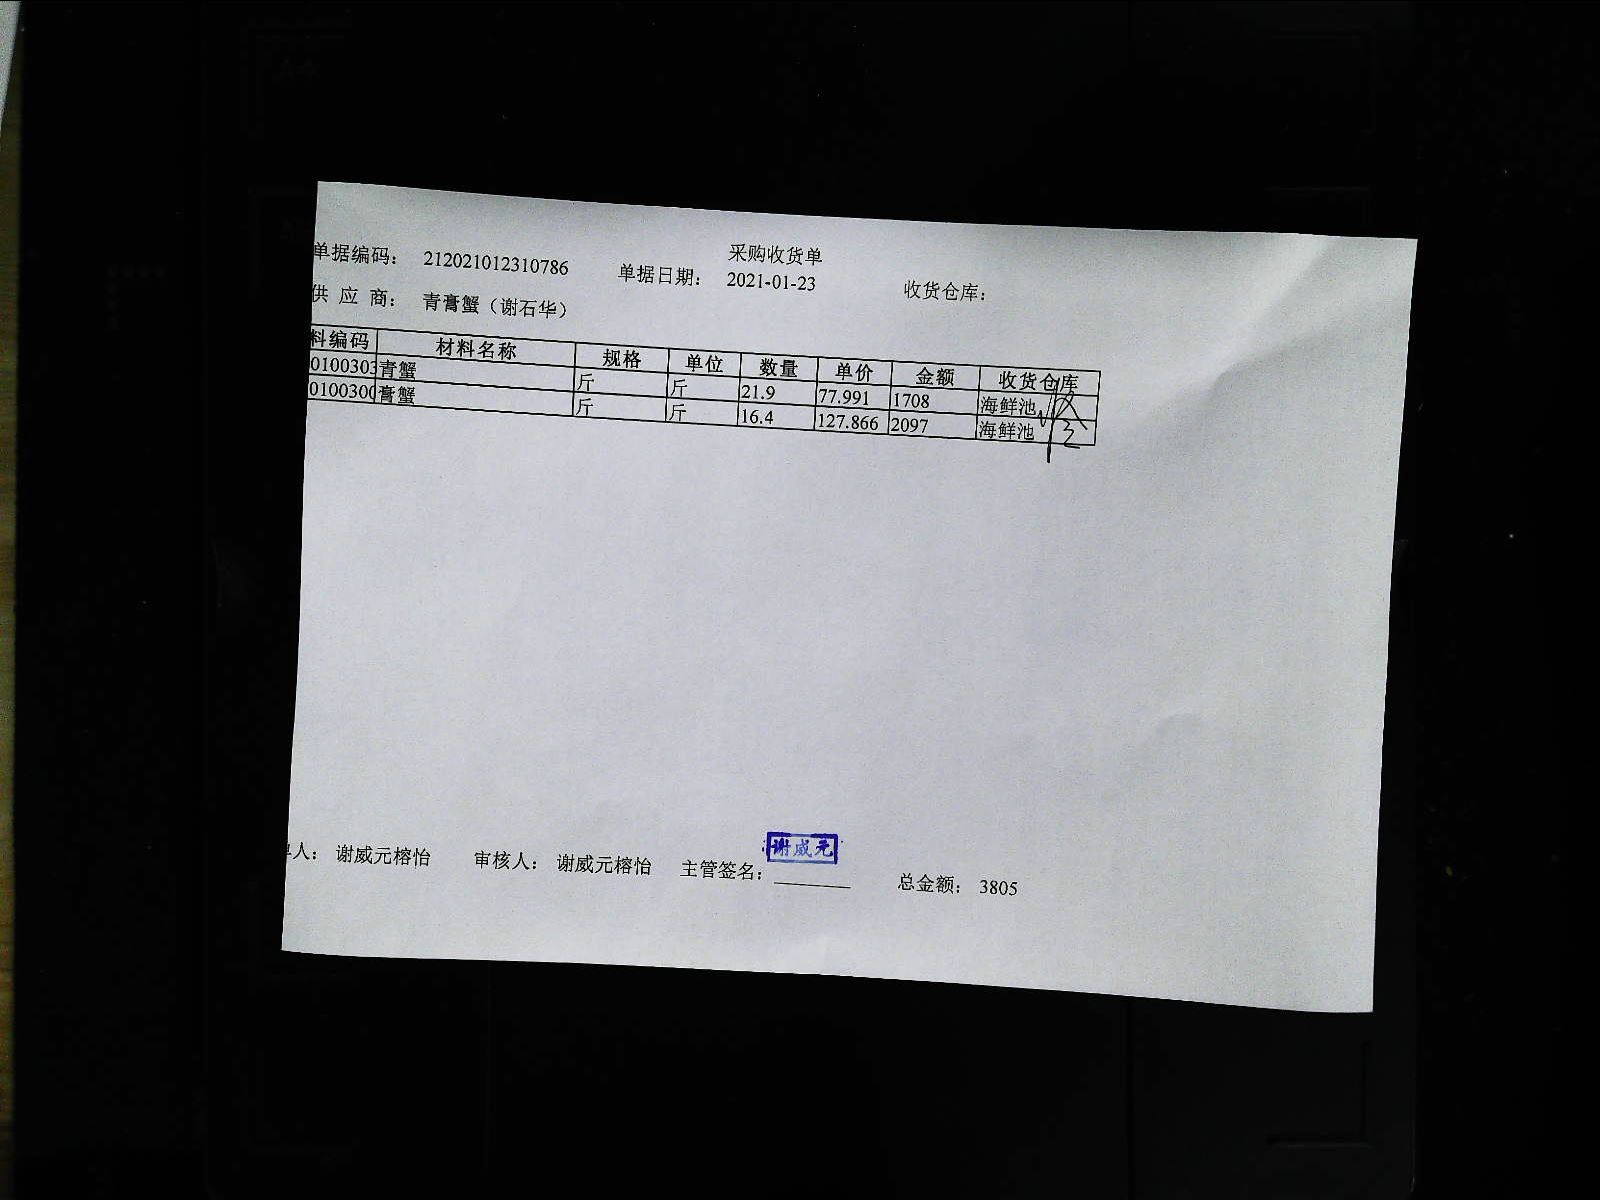 采购收货单
单据编码： 212021012310786 单据日期： 2021-01-23 收货仓库：
供 应 商： 青膏蟹（谢石华）
料编码 材料名称 规格 单位 数量 单价 金额 收货仓库
0100303 青蟹 斤 斤 21.9 77.991 1708 海鲜池
010030 膏蟹 斤 斤 16.4 127.866 2097 海鲜池
谢威元
人： 谢威元榕怡 审核人： 谢威元榕怡 主管签名： 总金额： 3805